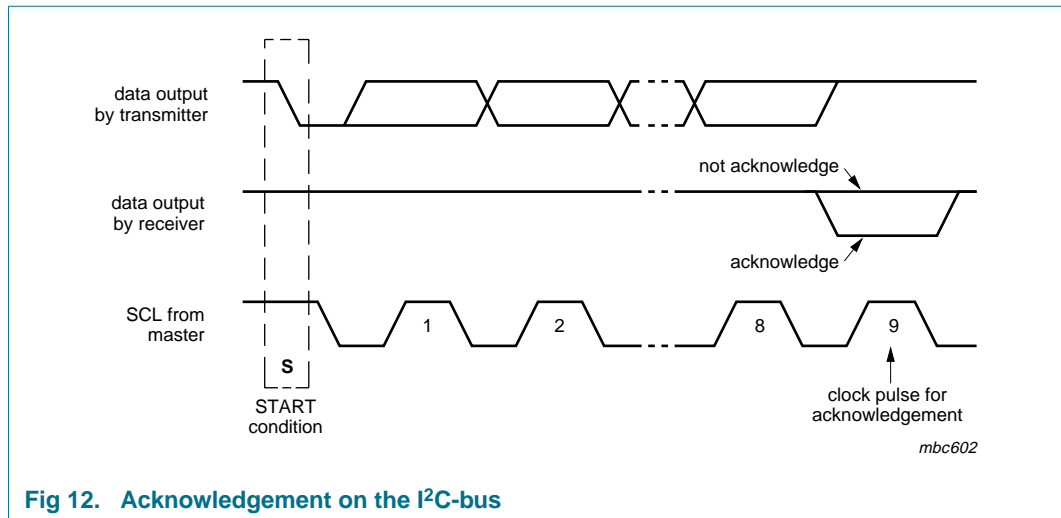 data output
by transmitter
not acknowledge
data output
by receiver
acknowledge
SCL from
master
1
2
8
9
S
START
condition
clock pulse for
acknowledgement
mbc602
Fig 12. Acknowledgement on the I²C-bus